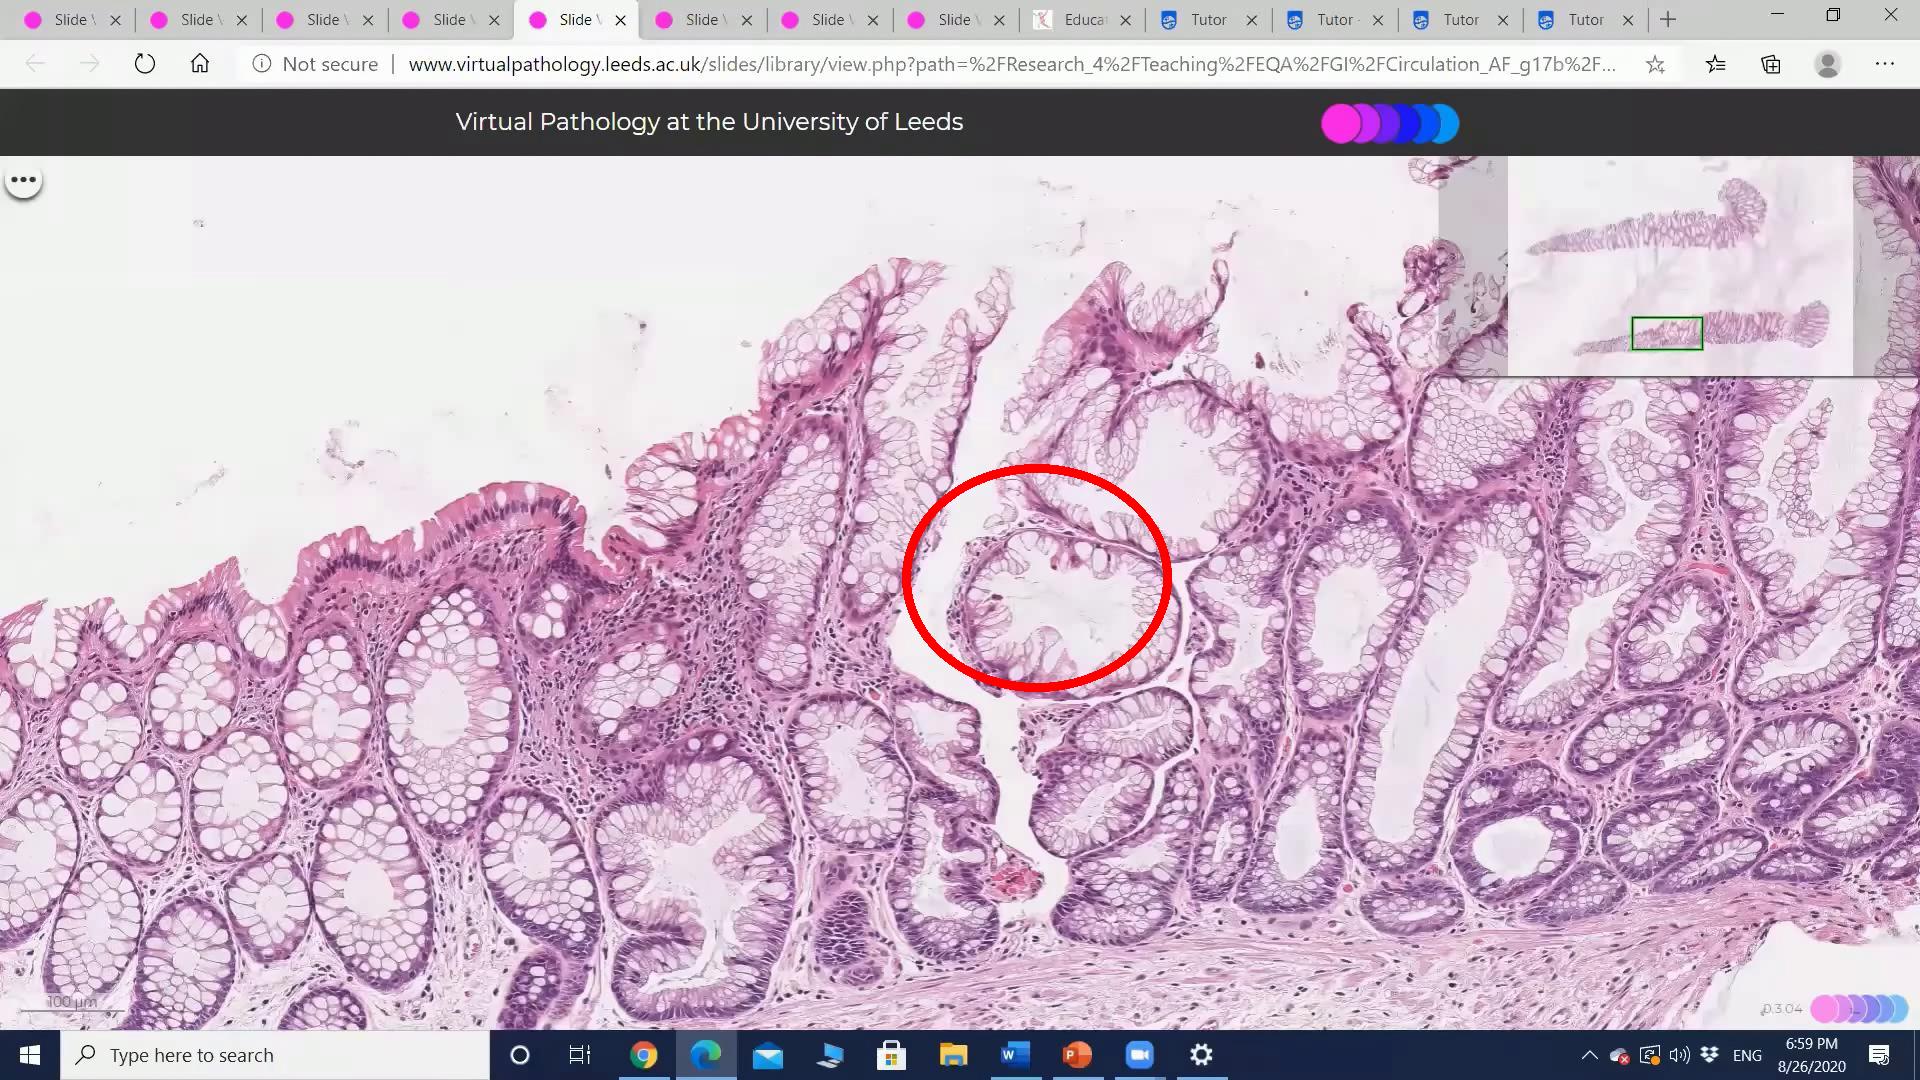 Slide
Slide
Slide
Slide
Slide
Slide
Slide
Slide
Educa
Tutor
Tutor
Tutor
Tutor
Not secure
www.virtualpathology.leeds.ac.uk/slides/library/view.php?path=%2FResearch_4%2FTeaching%2FEQA%2FGI%2FCirculation_AF_g17b%2F...
Virtual Pathology at the University of Leeds
100 µm
0.3.04
Type here to search
ENG
6:59 PM
8/26/2020